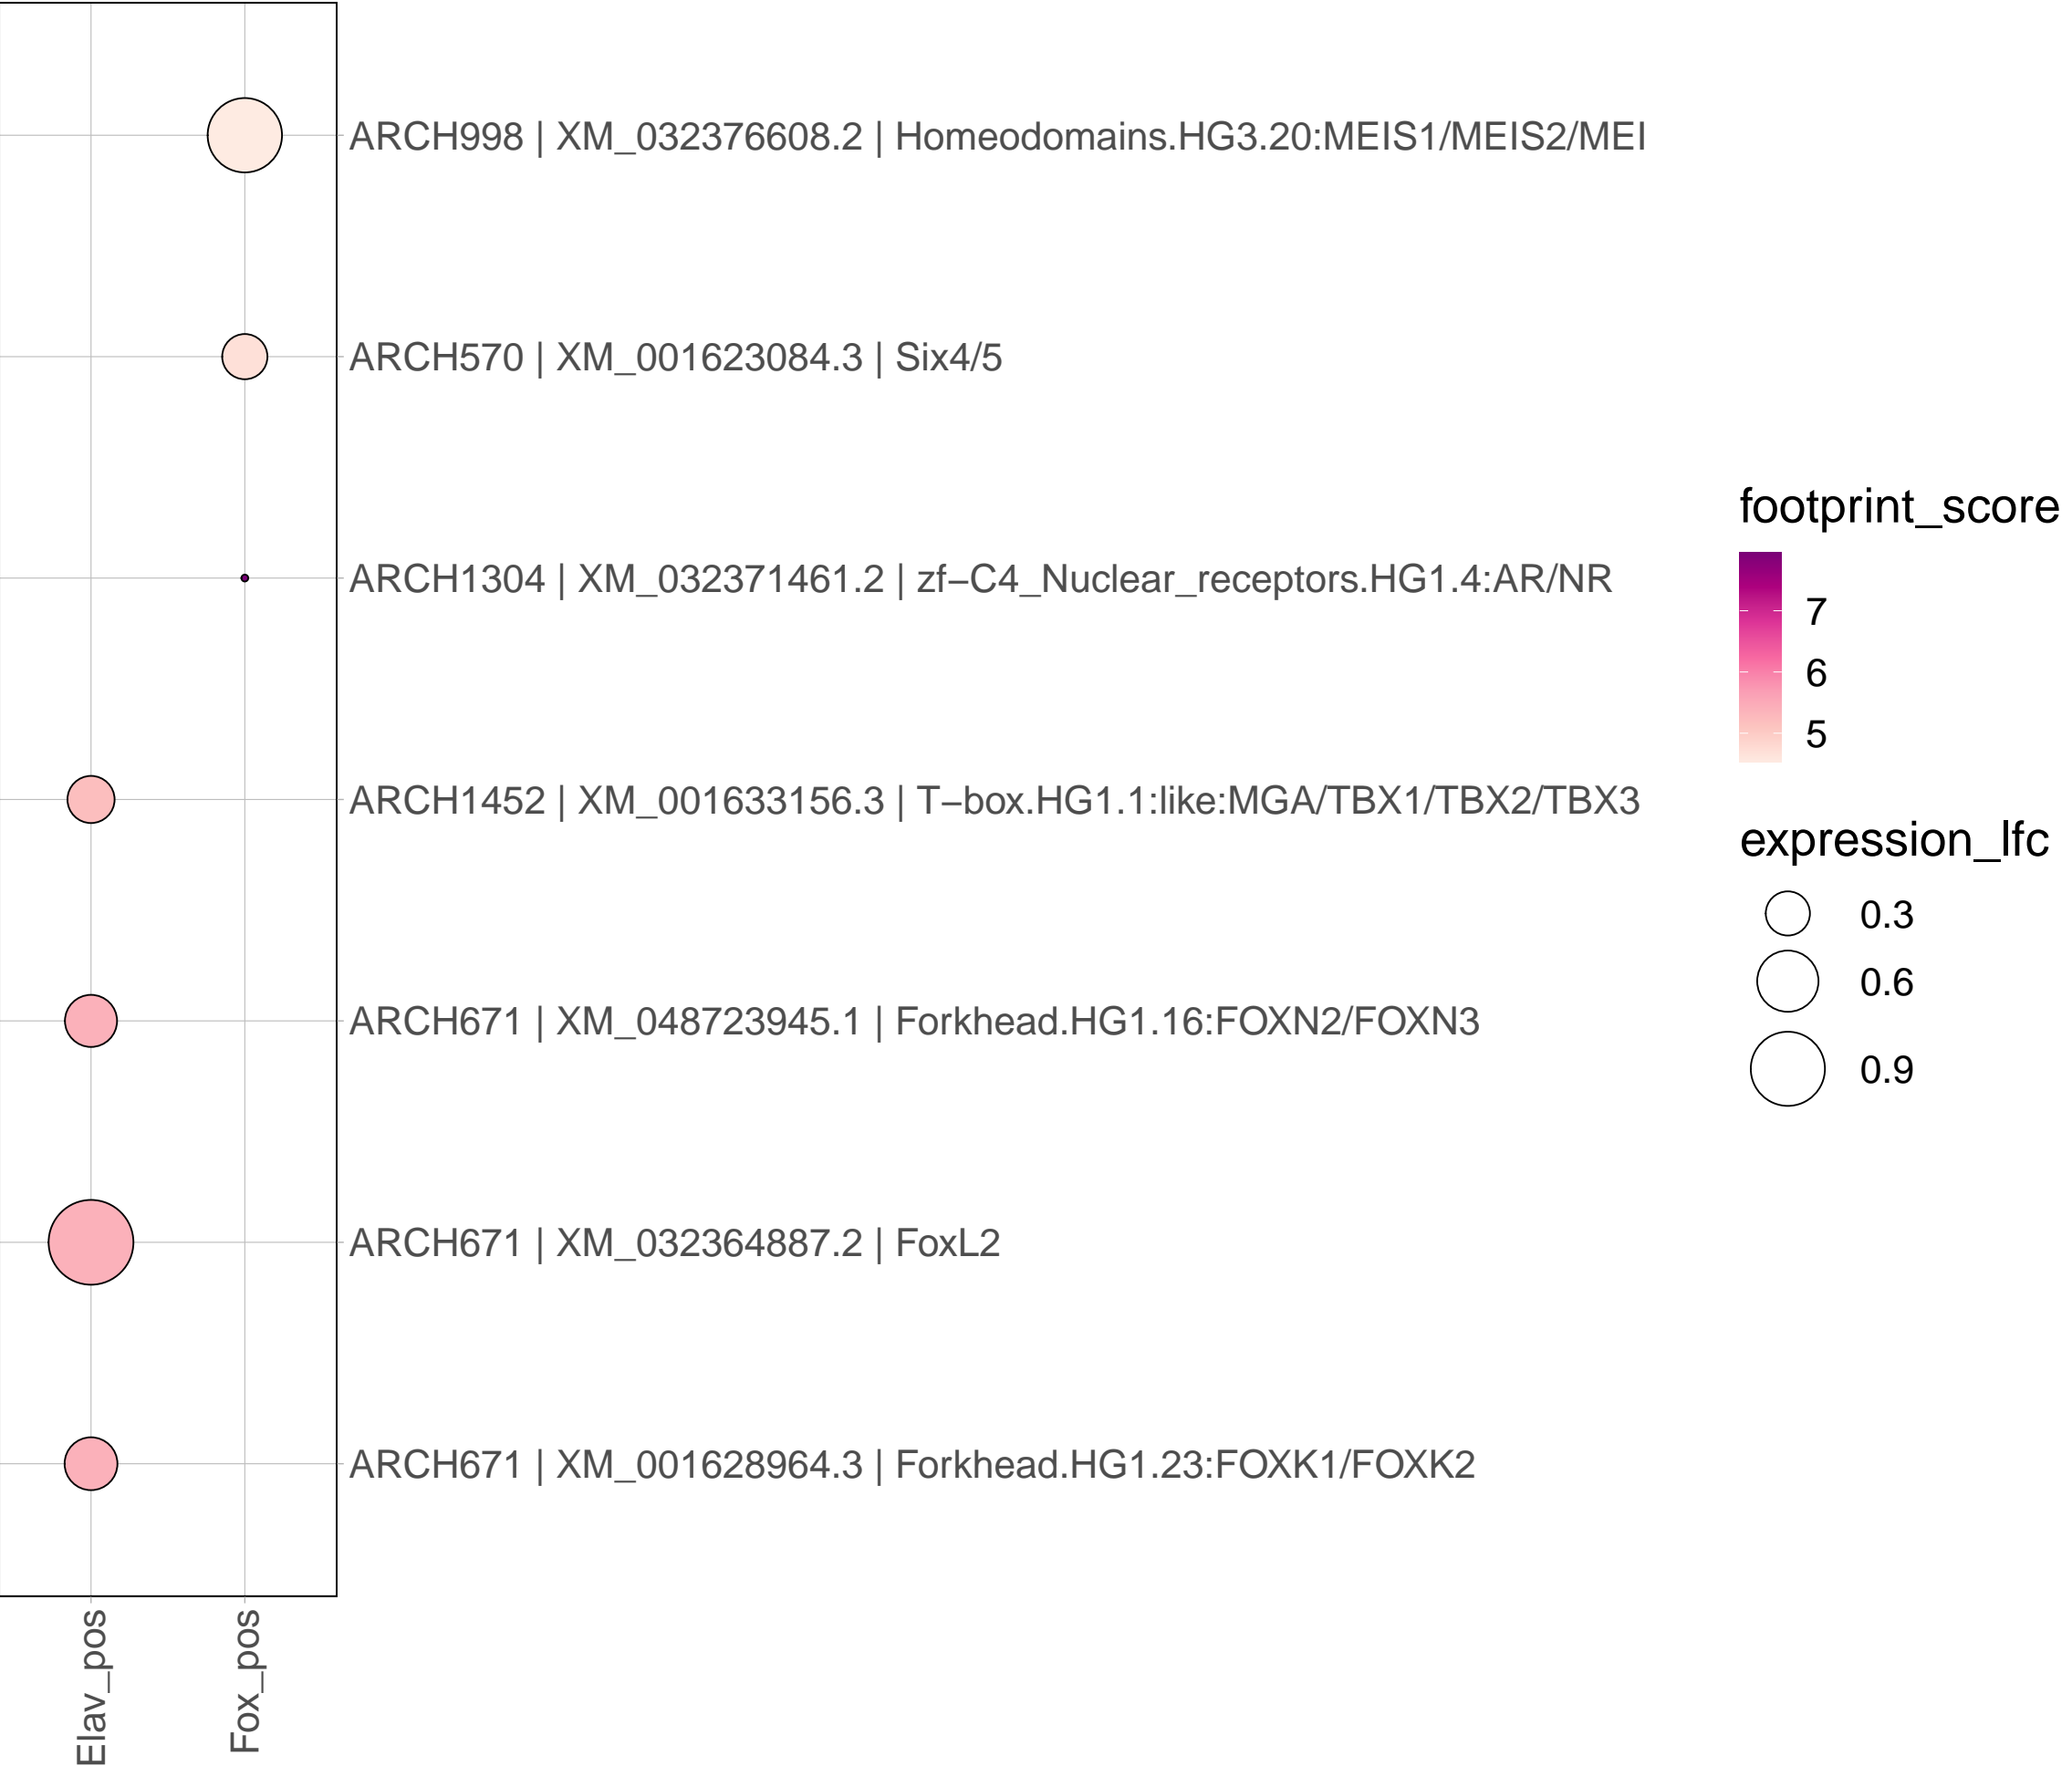 ARCH998 | XM_032376608.2 | Homeodomains.HG3.20:MEIS1/MEIS2/MEI
ARCH570 | XM_001623084.3 | Six4/5
ARCH1304 | XM_032371461.2 | zf−C4_Nuclear_receptors.HG1.4:AR/NR
ARCH1452 | XM_001633156.3 | T−box.HG1.1:like:MGA/TBX1/TBX2/TBX3
ARCH671 | XM_048723945.1 | Forkhead.HG1.16:FOXN2/FOXN3
ARCH671 | XM_032364887.2 | FoxL2
ARCH671 | XM_001628964.3 | Forkhead.HG1.23:FOXK1/FOXK2
Elav_pos
Fox_pos
footprint_score
7
6
5
expression_lfc
0.3
0.6
0.9